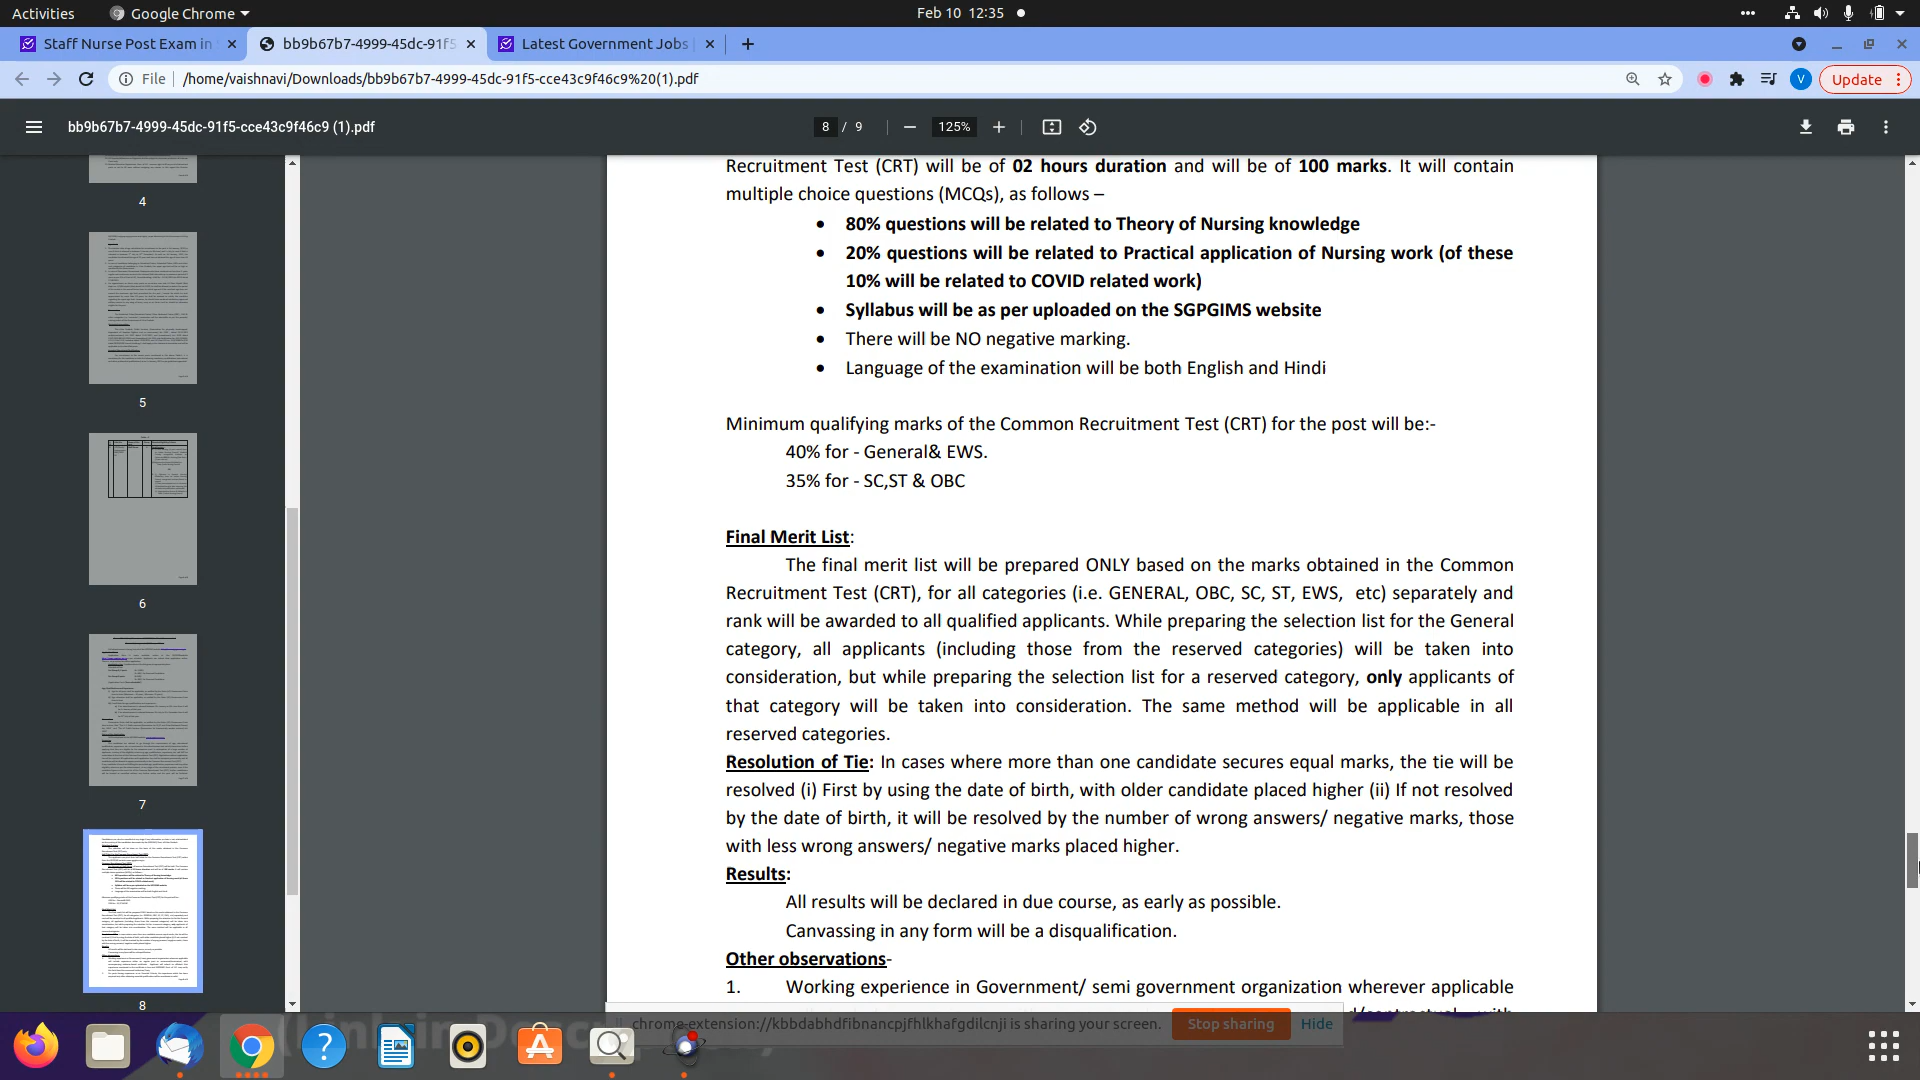 Activities
Google Chrome
Feb 10 12:35
Staff Nurse Post Exam in
bb9b67b7-4999-45dc-91f5
Latest Government Jobs
File
/home/vaishnavi/Downloads/bb9b67b7-4999-45dc-91f5-cce43c9f46c9%20(1).pdf
V
Update
bb9b67b7-4999-45dc-91f5-cce43c9f46c9 (1).pdf
8 / 9
125%
4
5
6
7
8
Recruitment Test (CRT) will be of 02 hours duration and will be of 100 marks. It will contain
multiple choice questions (MCQs), as follows –
• 80% questions will be related to Theory of Nursing knowledge
• 20% questions will be related to Practical application of Nursing work (of these
10% will be related to COVID related work)
• Syllabus will be as per uploaded on the SGPGIMS website
• There will be NO negative marking.
• Language of the examination will be both English and Hindi
Minimum qualifying marks of the Common Recruitment Test (CRT) for the post will be:-
40% for - General& EWS.
35% for - SC,ST & OBC
Final Merit List:
The final merit list will be prepared ONLY based on the marks obtained in the Common
Recruitment Test (CRT), for all categories (i.e. GENERAL, OBC, SC, ST, EWS, etc) separately and
rank will be awarded to all qualified applicants. While preparing the selection list for the General
category, all applicants (including those from the reserved categories) will be taken into
consideration, but while preparing the selection list for a reserved category, only applicants of
that category will be taken into consideration. The same method will be applicable in all
reserved categories.
Resolution of Tie: In cases where more than one candidate secures equal marks, the tie will be
resolved (i) First by using the date of birth, with older candidate placed higher (ii) If not resolved
by the date of birth, it will be resolved by the number of wrong answers/ negative marks, those
with less wrong answers/ negative marks placed higher.
Results:
All results will be declared in due course, as early as possible.
Canvassing in any form will be a disqualification.
Other observations-
1. Working experience in Government/ semi government organization wherever applicable
chrome-extension://kbbdabhdfibnancpjfhlkhafgdilcnji is sharing your screen.
Stop sharing
Hide